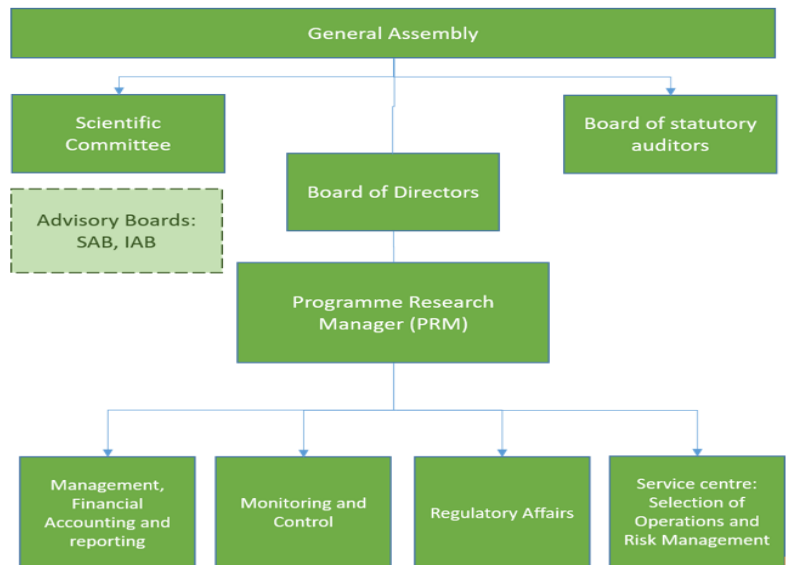 General Assembly
Scientific
Committee
Board of statutory
auditors
Board of Directors
Advisory Boards:
SAB, IAB
Programme Research
Manager (PRM)
Management,
Financial
Accounting and
reporting
Monitoring and
Control
Regulatory Affairs
Service centre:
Selection of
Operations and
Risk Management